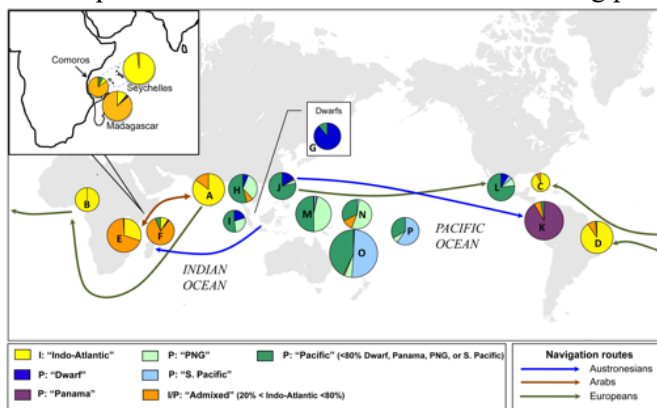 Comoros
Seychelles
Madagascar
Dwarfs
G
A
H
J
I
B
E
F
M
N
O
P
L
C
K
D
PACIFIC
OCEAN
INDIAN
OCEAN
I: “Indo-Atlantic”
P: “PNG”
P: “Pacific” (<80% Dwarf, Panama, PNG, or S. Pacific)
P: “Dwarf”
P: “S. Pacific”
P: “Panama”
I/P: “Admixed” (20% < Indo-Atlantic <80%)
Navigation routes
Austronesians
Arabs
Europeans